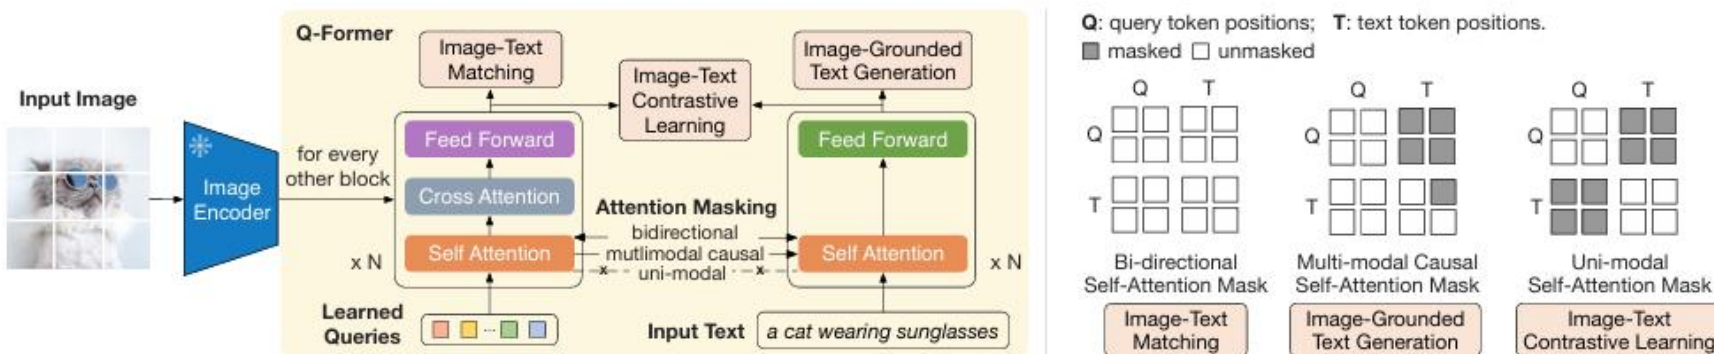 Q-Former
Input Image
Image
Encoder
for every
other block
Image-Text
Matching
Image-Text
Contrastive
Learning
Image-Grounded
Text Generation
Feed Forward
Cross Attention
Self Attention
x N
Feed Forward
Self Attention
x N
Attention Masking
bidirectional
mutlimodal causal
x uni-modal x
Learned
Queries
...
Input Text
a cat wearing sunglasses
Q: query token positions; T: text token positions.
masked unmasked
Q T
Q
T
Bi-directional
Self-Attention Mask
Image-Text
Matching
Q T
Q
T
Multi-modal Causal
Self-Attention Mask
Image-Grounded
Text Generation
Q T
Q
T
Uni-modal
Self-Attention Mask
Image-Text
Contrastive Learning